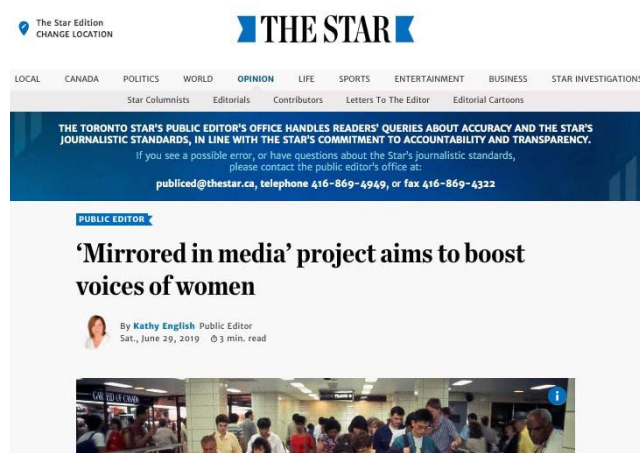 The Star Edition
CHANGE LOCATION
THE STAR
LOCAL CANADA POLITICS WORLD OPINION LIFE SPORTS ENTERTAINMENT BUSINESS STAR INVESTIGATIONS
Star Columnists Editorials Contributors Letters To The Editor Editorial Cartoons
THE TORONTO STAR'S PUBLIC EDITOR'S OFFICE HANDLES READERS' QUERIES ABOUT ACCURACY AND THE STAR'S
JOURNALISTIC STANDARDS, IN LINE WITH THE STAR'S COMMITMENT TO ACCOUNTABILITY AND TRANSPARENCY.
If you see a possible error, or have questions about the Star's journalistic standards,
please contact the public editor's office at:
publiced@thestar.ca, telephone 416-869-4949, or fax 416-869-4322
PUBLIC EDITOR
‘Mirrored in media’ project aims to boost
voices of women
By Kathy English Public Editor
Sat., June 29, 2019 3 min. read
i